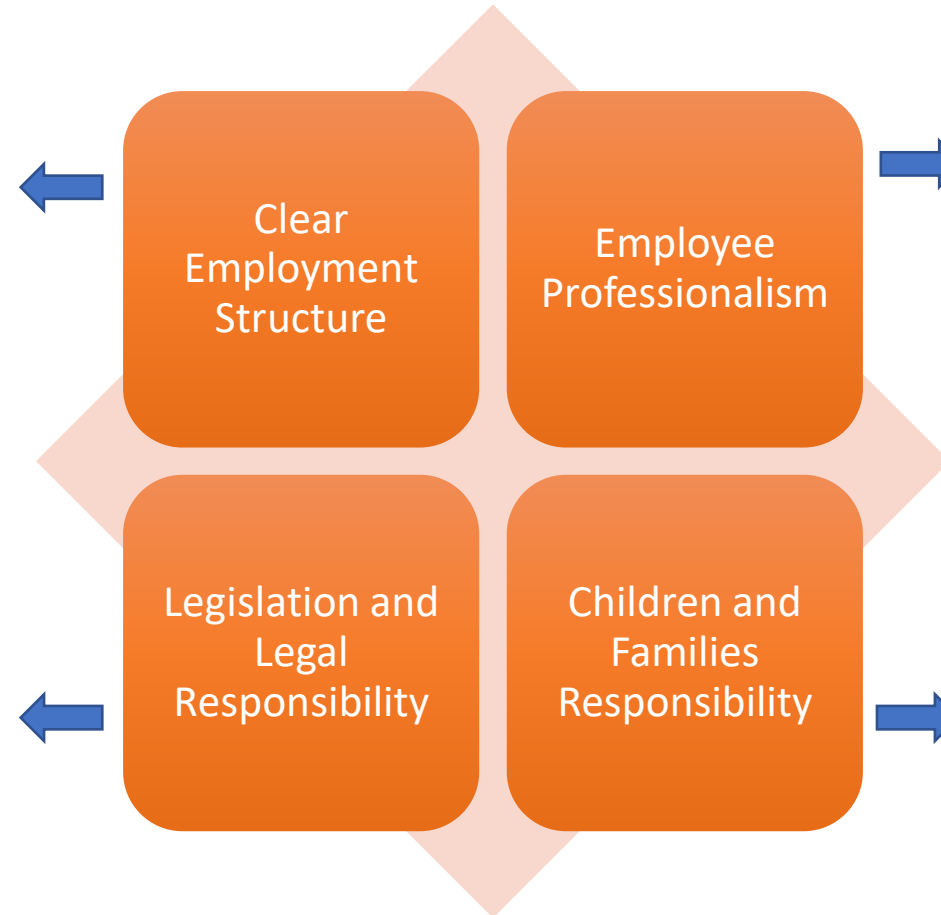 Clear
Employment
Structure
Employee
Professionalism
Legislation and
Legal
Responsibility
Children and
Families
Responsibility